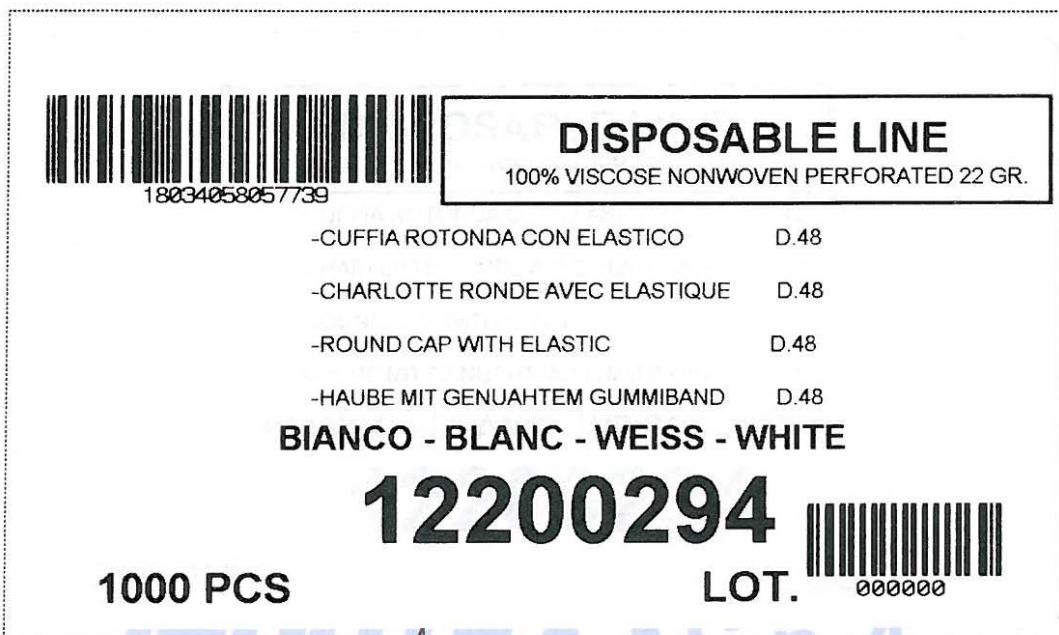 DISPOSABLE LINE
100% VISCOSE NONWOVEN PERFORATED 22 GR.
18034058057739
-CUFFIA ROTONDA CON ELASTICO D.48
-CHARLOTTE RONDE AVEC ELASTIQUE D.48
-ROUND CAP WITH ELASTIC D.48
-HAUBE MIT GENUAHTEM GUMMIBAND D.48
BIANCO - BLANC - WEISS - WHITE
12200294
1000 PCS LOT. 000000